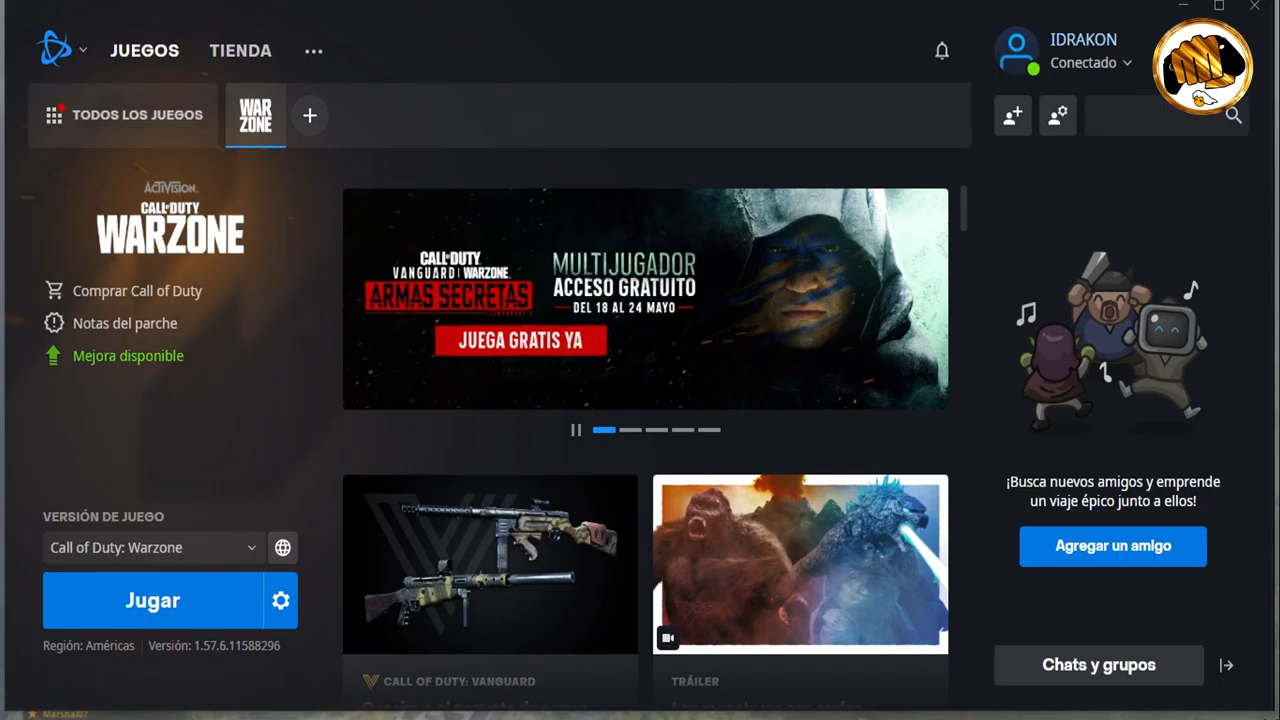 JUEGOS
TIENDA
IDRAKON
Conectado
TODOS LOS JUEGOS
WAR
ZONE
ACTIVISION.
CALL OF DUTY
WARZONE
Comprar Call of Duty
Notas del parche
Mejora disponible
CALL OF DUTY
VANGUARD | WARZONE
ARMAS SECRETAS
MULTIJUGADOR
ACCESO GRATUITO
DEL 18 AL 24 MAYO
JUEGA GRATIS YA
¡Busca nuevos amigos y emprende
un viaje épico junto a ellos!
Agregar un amigo
VERSIÓN DE JUEGO
Call of Duty: Warzone
Jugar
Región: Américas
Versión: 1.57.6.11588296
CALL OF DUTY: VANGUARD
TRÁILER
Chats y grupos
Marshal07